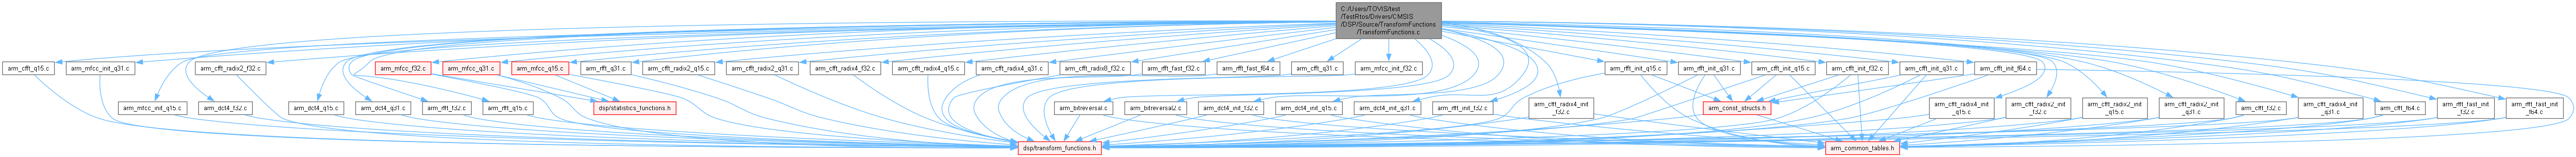 C:/Users/TOVIS/test
/TestRtos/Drivers/CMSIS
/DSP/Source/TransformFunctions
/TransformFunctions.c
arm_cfft_q15.c
arm_mfcc_init_q31.c
arm_cfft_radix2_f32.c
arm_mfcc_f32.c
arm_mfcc_q31.c
arm_mfcc_q15.c
arm_rfft_q31.c
arm_cfft_radix2_q15.c
arm_cfft_radix2_q31.c
arm_cfft_radix4_f32.c
arm_cfft_radix4_q15.c
arm_cfft_radix4_q31.c
arm_cfft_radix8_f32.c
arm_rfft_fast_f32.c
arm_rfft_fast_f64.c
arm_cfft_q31.c
arm_mfcc_init_f32.c
arm_rfft_init_q15.c
arm_rfft_init_q31.c
arm_cfft_init_q15.c
arm_cfft_init_f32.c
arm_cfft_init_q31.c
arm_cfft_init_f64.c
arm_mfcc_init_q15.c
arm_dct4_f32.c
arm_dct4_q15.c
arm_dct4_q31.c
arm_rfft_f32.c
arm_rfft_q15.c
dsp/statistics_functions.h
arm_bitreversal.c
arm_bitreversal2.c
arm_dct4_init_f32.c
arm_dct4_init_q15.c
arm_dct4_init_q31.c
arm_rfft_init_f32.c
arm_cfft_radix4_init
_f32.c
arm_const_structs.h
arm_cfft_radix4_init
_q15.c
arm_cfft_radix2_init
_f32.c
arm_cfft_radix2_init
_q15.c
arm_cfft_radix2_init
_q31.c
arm_cfft_f32.c
arm_cfft_radix4_init
_q31.c
arm_cfft_f64.c
arm_rfft_fast_init
_f32.c
arm_rfft_fast_init
_f64.c
dsp/transform_functions.h
arm_common_tables.h